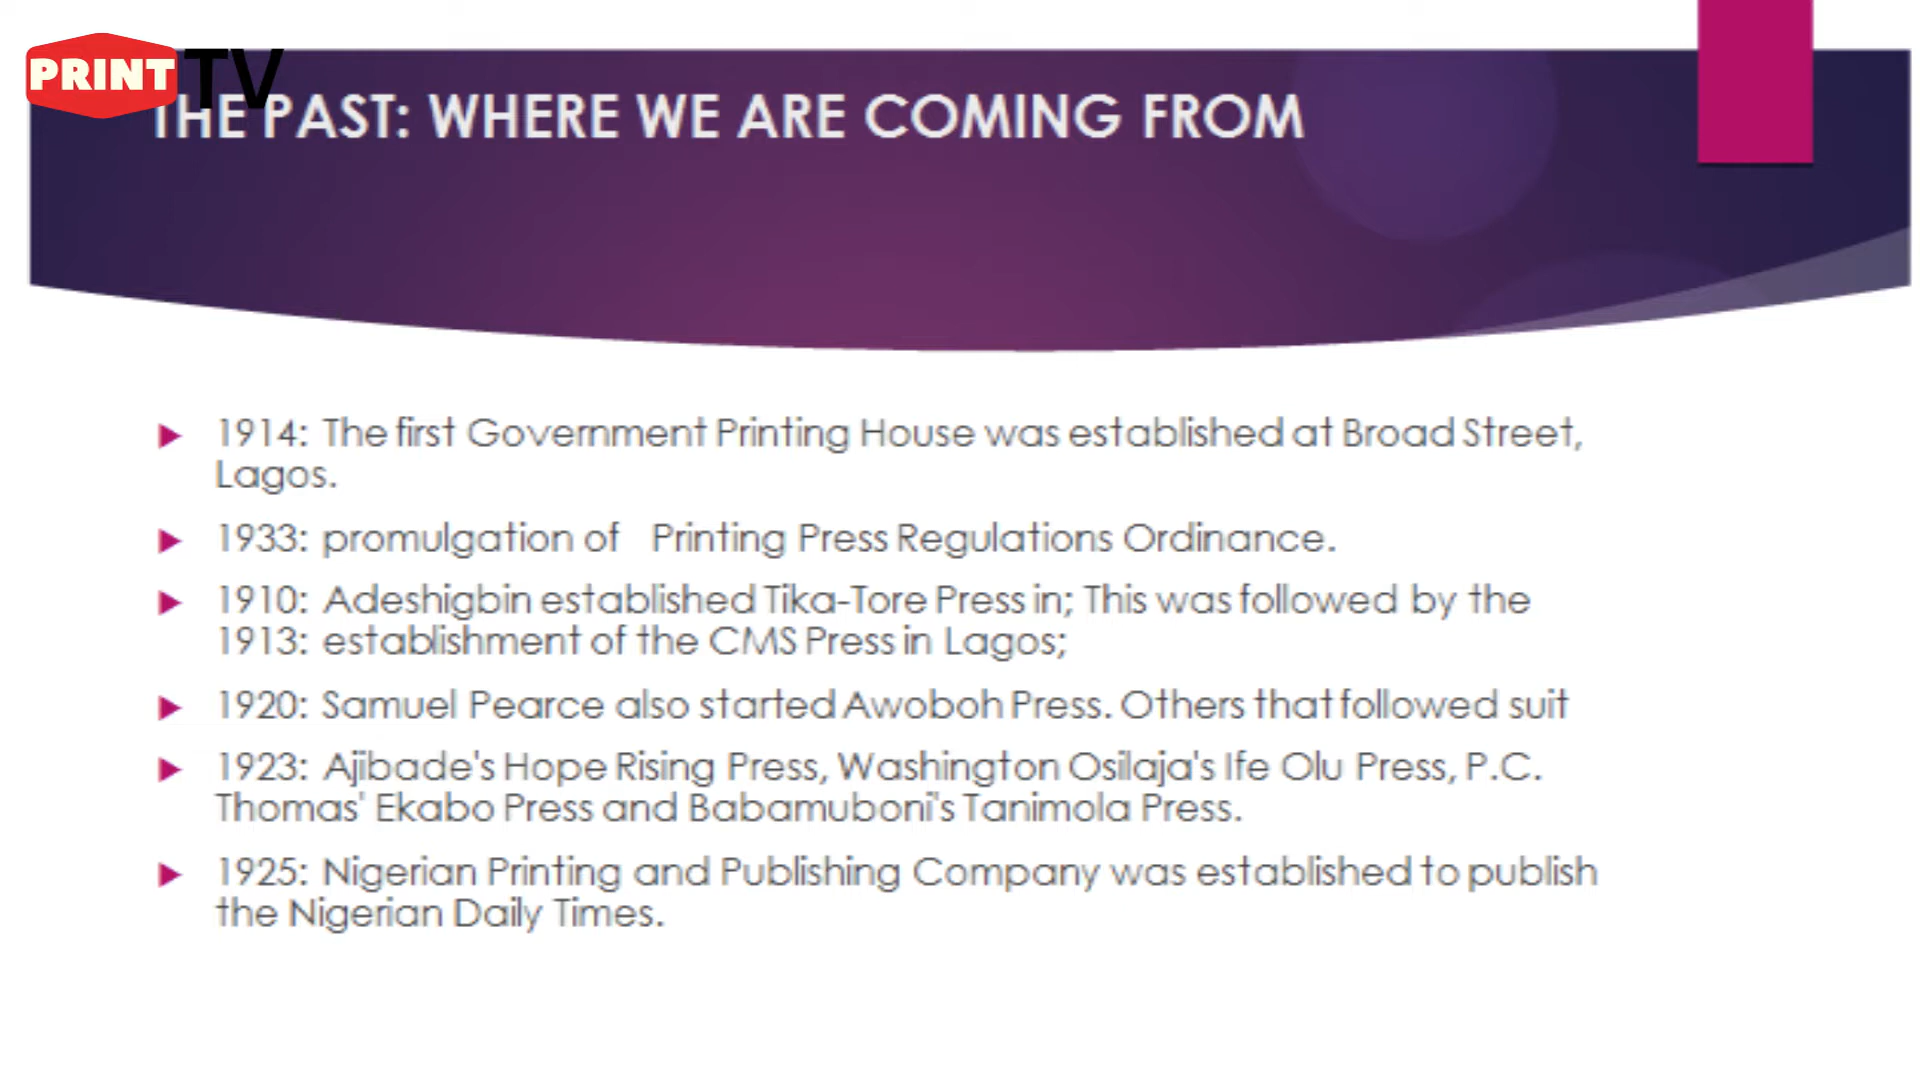 PRINT TV
THE PAST: WHERE WE ARE COMING FROM
1914: The first Government Printing House was established at Broad Street,
Lagos.
1933: promulgation of Printing Press Regulations Ordinance.
1910: Adeshigbin established Tika-Tore Press in; This was followed by the
1913: establishment of the CMS Press in Lagos;
1920: Samuel Pearce also started Awoboh Press. Others that followed suit
1923: Ajibade's Hope Rising Press, Washington Osilaja's Ife Olu Press, P.C.
Thomas' Ekabo Press and Babamuboni's Tanimola Press.
1925: Nigerian Printing and Publishing Company was established to publish
the Nigerian Daily Times.